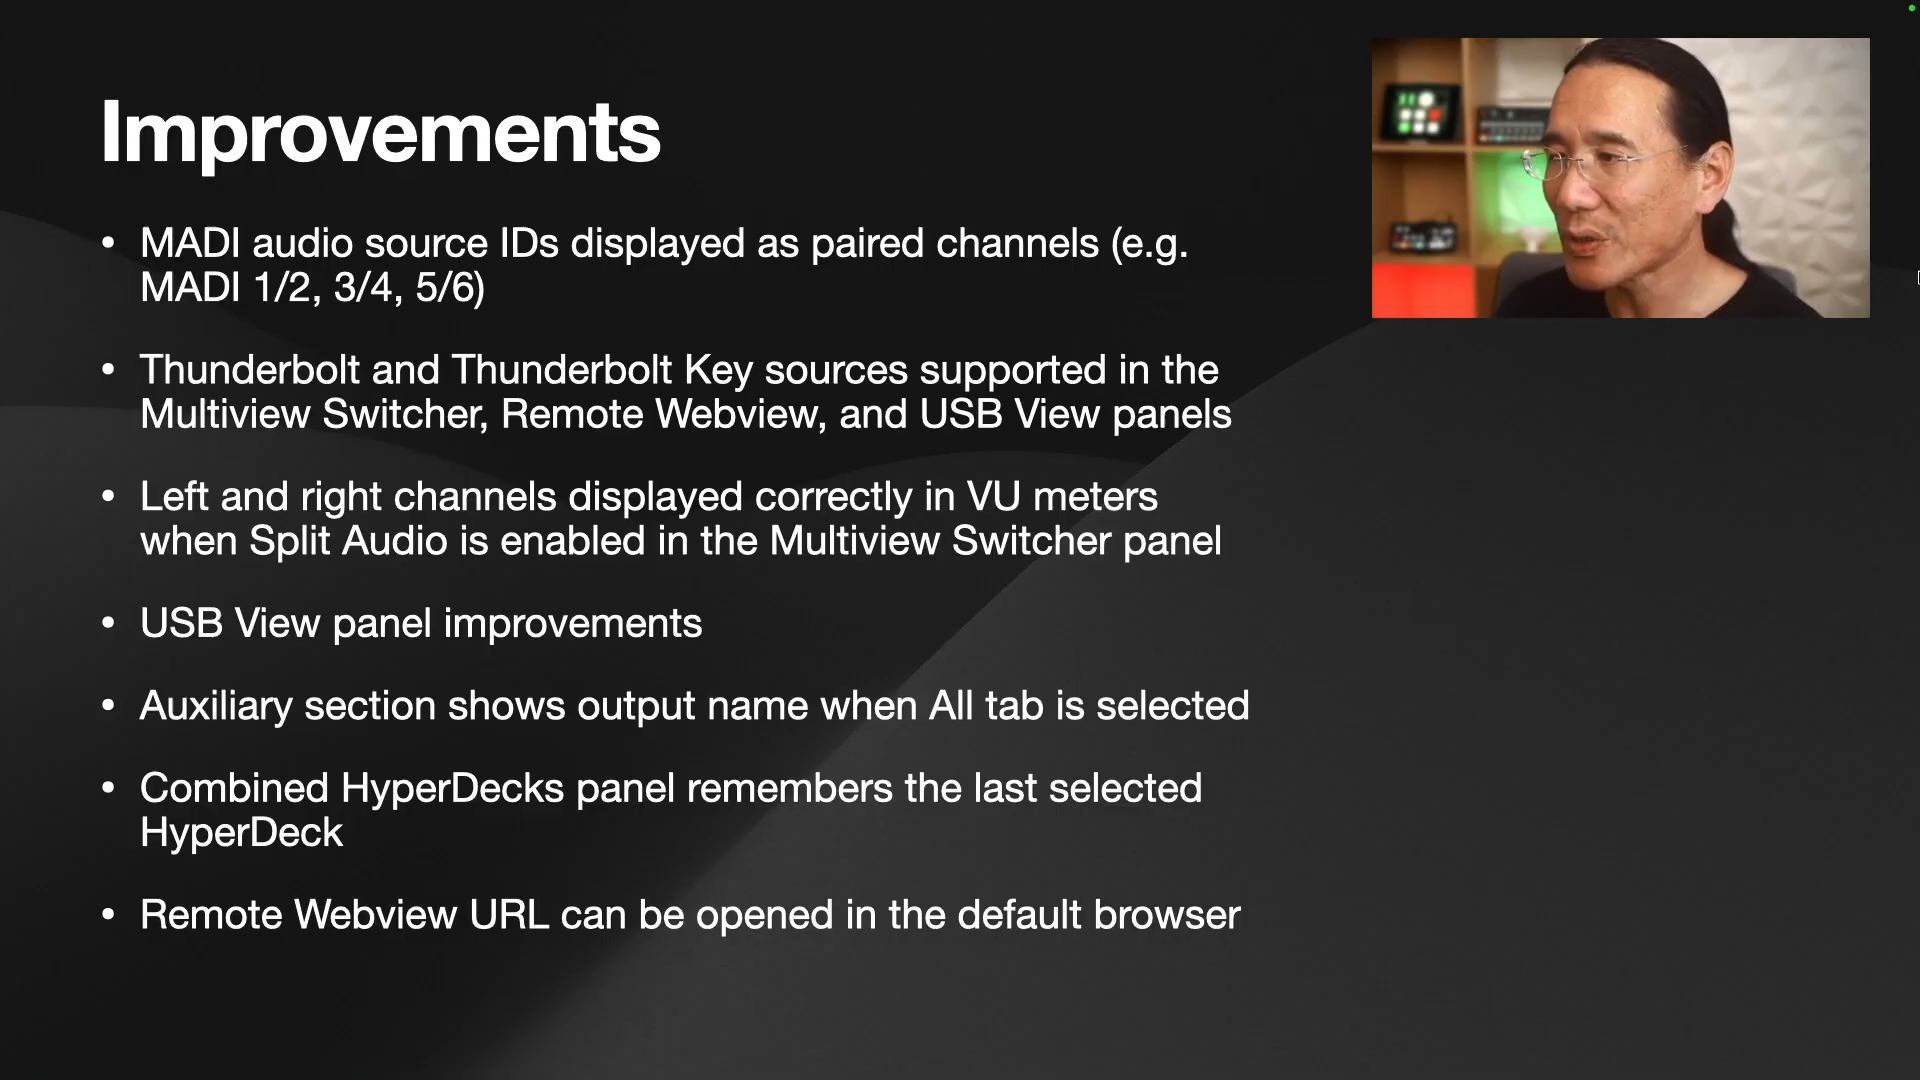 Improvements
• MADI audio source IDs displayed as paired channels (e.g.
MADI 1/2, 3/4, 5/6)
• Thunderbolt and Thunderbolt Key sources supported in the
Multiview Switcher, Remote Webview, and USB View panels
• Left and right channels displayed correctly in VU meters
when Split Audio is enabled in the Multiview Switcher panel
• USB View panel improvements
• Auxiliary section shows output name when All tab is selected
• Combined HyperDecks panel remembers the last selected
HyperDeck
• Remote Webview URL can be opened in the default browser